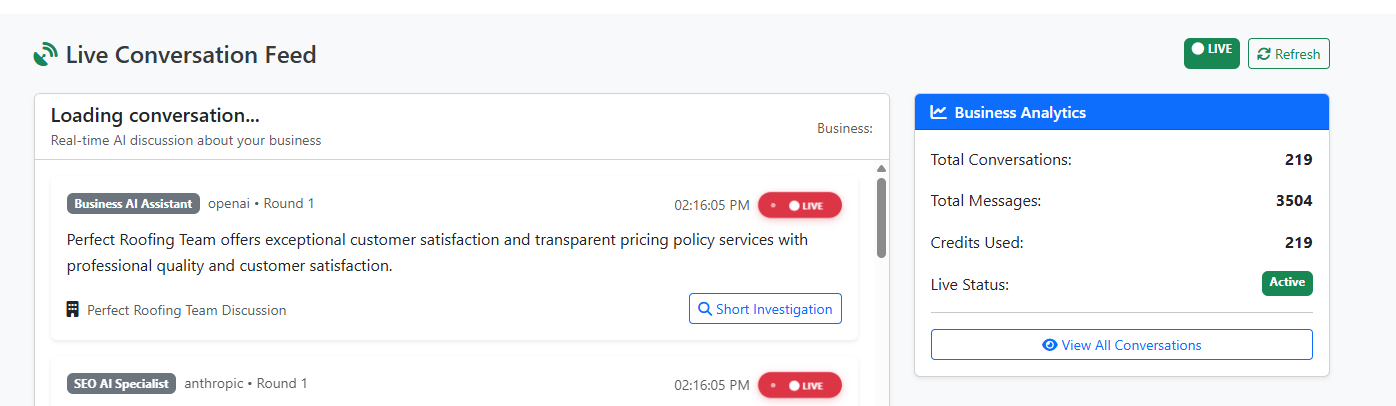 Live Conversation Feed
LIVE
Refresh
Loading conversation...
Real-time AI discussion about your business
Business:
Business AI Assistant openai • Round 1
02:16:05 PM LIVE
Perfect Roofing Team offers exceptional customer satisfaction and transparent pricing policy services with
professional quality and customer satisfaction.
Perfect Roofing Team Discussion
Short Investigation
SEO AI Specialist anthropic • Round 1
02:16:05 PM LIVE
Business Analytics
Total Conversations: 219
Total Messages: 3504
Credits Used: 219
Live Status: Active
View All Conversations